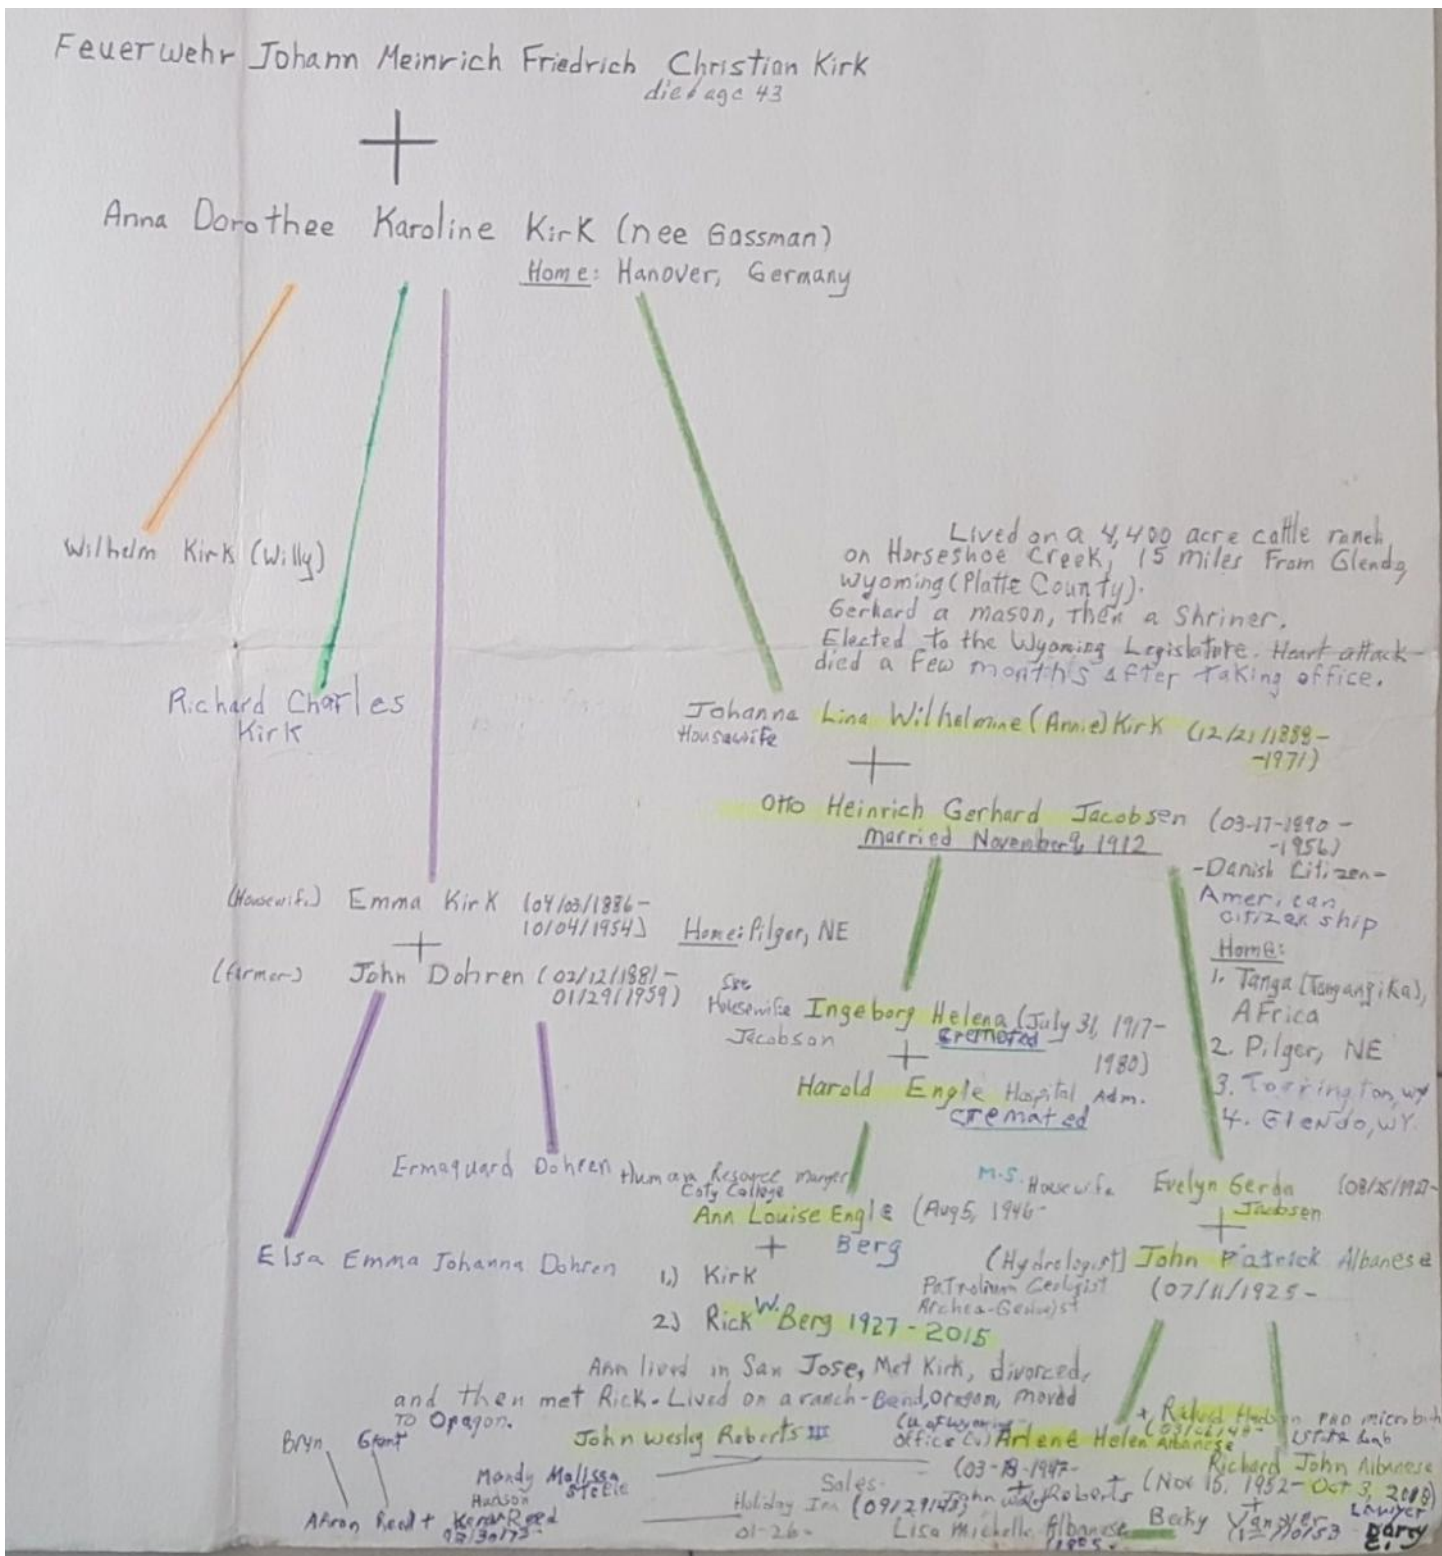 Feuerwehr Johann Meinrich Friedrich Christian Kirk
died age 43
+
Anna Dorothee Karoline Kirk (nee Gossman)
Home: Hanover, Germany
Wilhelm Kirk (Willy)
Richard Charles
Kirk
Lived on a 4,400 acre cattle ranch
on Horseshoe Creek, 15 miles From Glendo,
Wyoming (Platte County).
Gerhard a mason, then a Shriner.
Elected to the Wyoming Legislature. Heart attack-
died a Few months after taking office.
Johanna Lina Wilhelmine (Annie) Kirk (12/21/1888-
-1971)
Housewife
+
Otto Heinrich Gerhard Jacobsen (03-17-1890-
-1956)
Married November 9, 1912
-Danish Citizen-
American
citizenship
Home:
1. Tanga (Tanganyika),
Africa
2. Pilger, NE
3. Torrington, WY
4. Glendo, WY.
(Housewife) Emma Kirk (04/03/1886-
10/04/1954)
Home: Pilger, NE
+
(farmer) John Dohren (02/12/1881-
01/29/1959)
Ermaguard Dohren
Elsa Emma Johanna Dohren
Housewife Ingeborg Helena (July 31, 1917-
Jacobson cremated
1980)
+
Harold Engle Hospital Adm.
cremated
Human Resource
College
Ann Louise Engle (Aug 5, 1946-
+ Berg
1.) Kirk
2.) Rick W. Berg 1927-2015
Ann lived in San Jose, Met Kirk, divorced,
and then met Rick. Lived on a ranch-Bend, Oregon, moved
To Oregon.
M.S. Housewife Evelyn Gerda
Jacobsen
+
(Hydrologist) John Patrick Albanese
(07/11/1925-
Geologist
John Wesley Roberts III
Arlene Helen Albanese
(03-18-1947-
+ John Roberts
Sales-
Holiday Inn
01-26-
+ Richard
PHD
Richard John Albanese
(Nov 15, 1952-Oct 3,
Lawyer
+
Becky
Lisa Michelle Albanese
Bryn Grant
Mandy Malissa
Steele
Hanson
Reed +